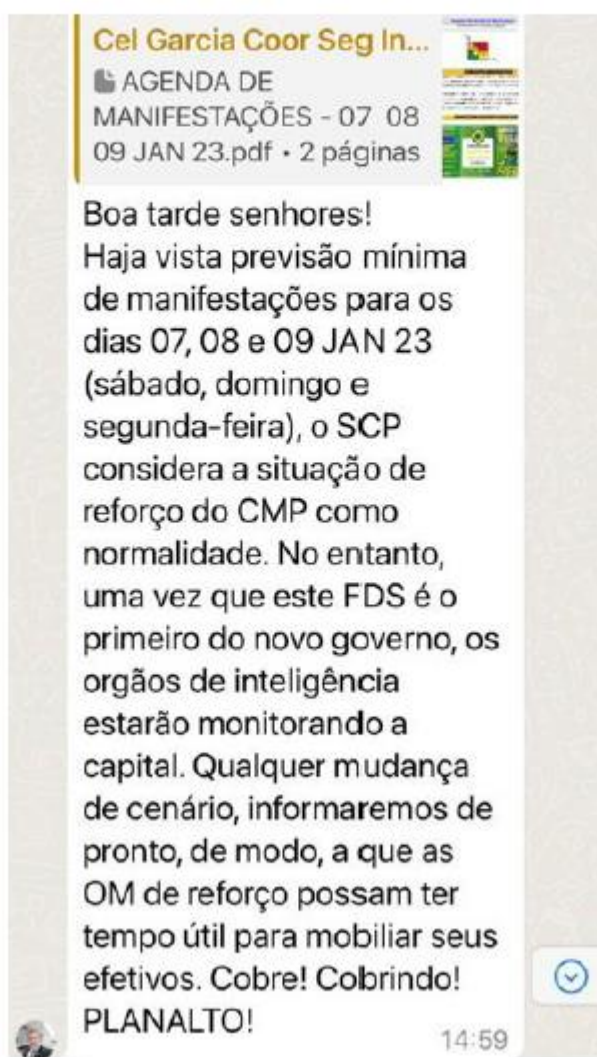 Cel Garcia Coor Seg In...
AGENDA DE
MANIFESTAÇÕES - 07 08
09 JAN 23.pdf • 2 páginas
Boa tarde senhores!
Haja vista previsão mínima
de manifestações para os
dias 07, 08 e 09 JAN 23
(sábado, domingo e
segunda-feira), o SCP
considera a situação de
reforço do CMP como
normalidade. No entanto,
uma vez que este FDS é o
primeiro do novo governo, os
orgãos de inteligência
estarão monitorando a
capital. Qualquer mudança
de cenário, informaremos de
pronto, de modo, a que as
OM de reforço possam ter
tempo útil para mobiliar seus
efetivos. Cobre! Cobrindo!
PLANALTO!
14:59